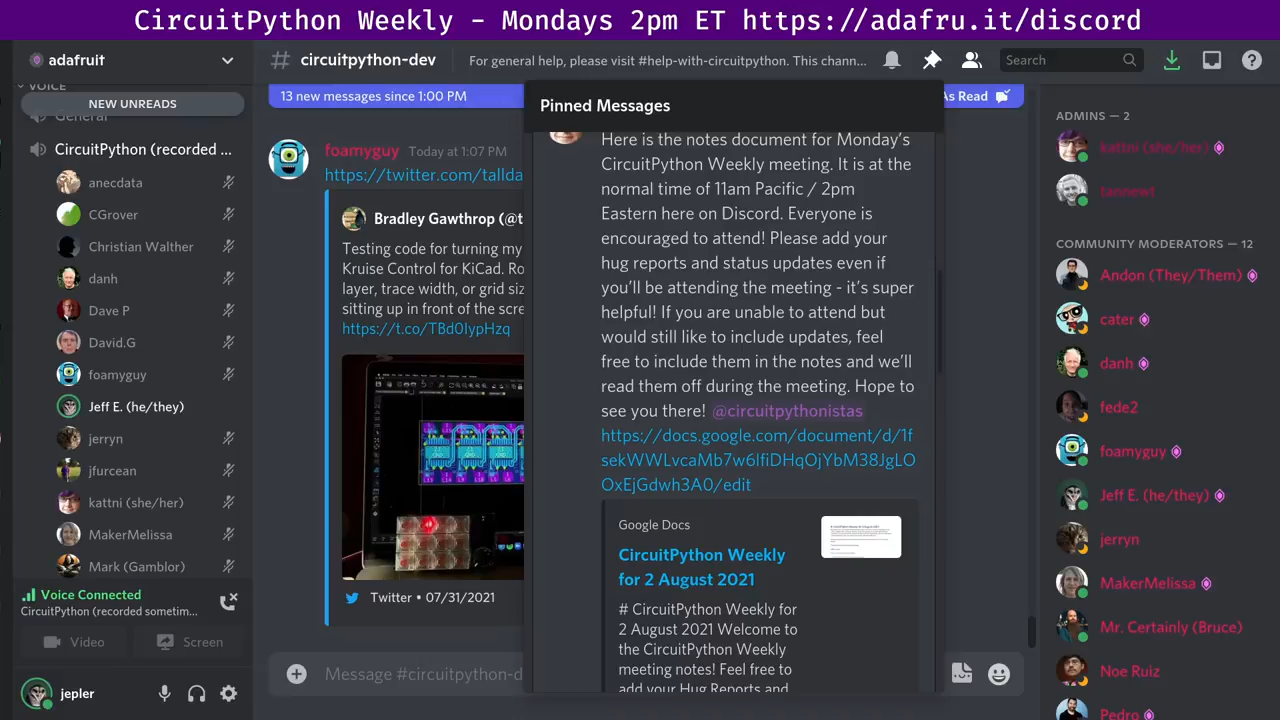 CircuitPython Weekly - Mondays 2pm ET https://adafru.it/discord
adafruit
VOICE
NEW UNREADS
General
CircuitPython (recorded ...
anecdata
CGrover
Christian Walther
danh
Dave P
David.G
foamyguy
Jeff E. (he/they)
jerryn
jfurcean
kattni (she/her)
MakerMelissa
Mark (Gamblor)
Voice Connected
CircuitPython (recorded sometim...
Video
Screen
jepler
# circuitpython-dev
For general help, please visit #help-with-circuitpython. This chann...
Search
13 new messages since 1:00 PM
As Read
foamyguy Today at 1:07 PM
https://twitter.com/tallda
Bradley Gawthrop (@t
Testing code for turning my
Kruise Control for KiCad. Ro
layer, trace width, or grid siz
sitting up in front of the scre
https://t.co/TBd0IypHzq
Twitter • 07/31/2021
Message #circuitpython-d
Pinned Messages
Here is the notes document for Monday’s
CircuitPython Weekly meeting. It is at the
normal time of 11am Pacific / 2pm
Eastern here on Discord. Everyone is
encouraged to attend! Please add your
hug reports and status updates even if
you’ll be attending the meeting - it’s super
helpful! If you are unable to attend but
would still like to include updates, feel
free to include them in the notes and we’ll
read them off during the meeting. Hope to
see you there! @circuitpythonistas
https://docs.google.com/document/d/1f
sekWWLvcaMb7w6lfiDHqOjYbM38JgLO
OxEjGdwh3A0/edit
Google Docs
CircuitPython Weekly
for 2 August 2021
# CircuitPython Weekly for
2 August 2021 Welcome to
the CircuitPython Weekly
meeting notes! Feel free to
add your Hug Reports and
ADMINS — 2
kattni (she/her)
tannewt
COMMUNITY MODERATORS — 12
Andon (They/Them)
cater
danh
fede2
foamyguy
Jeff E. (he/they)
jerryn
MakerMelissa
Mr. Certainly (Bruce)
Noe Ruiz
Pedro